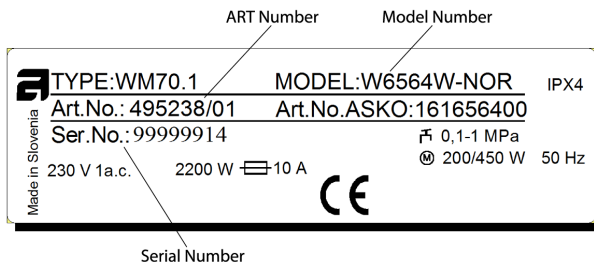 ART Number
Model Number
TYPE:WM70.1 MODEL:W6564W-NOR IPX4
Art.No.: 495238/01 Art.No.ASKO:161656400
Ser.No.:99999914 0,1-1 MPa
M 200/450 W 50 Hz
230 V 1a.c. 2200 W 10 A
Made in Slovenia
CE
Serial Number